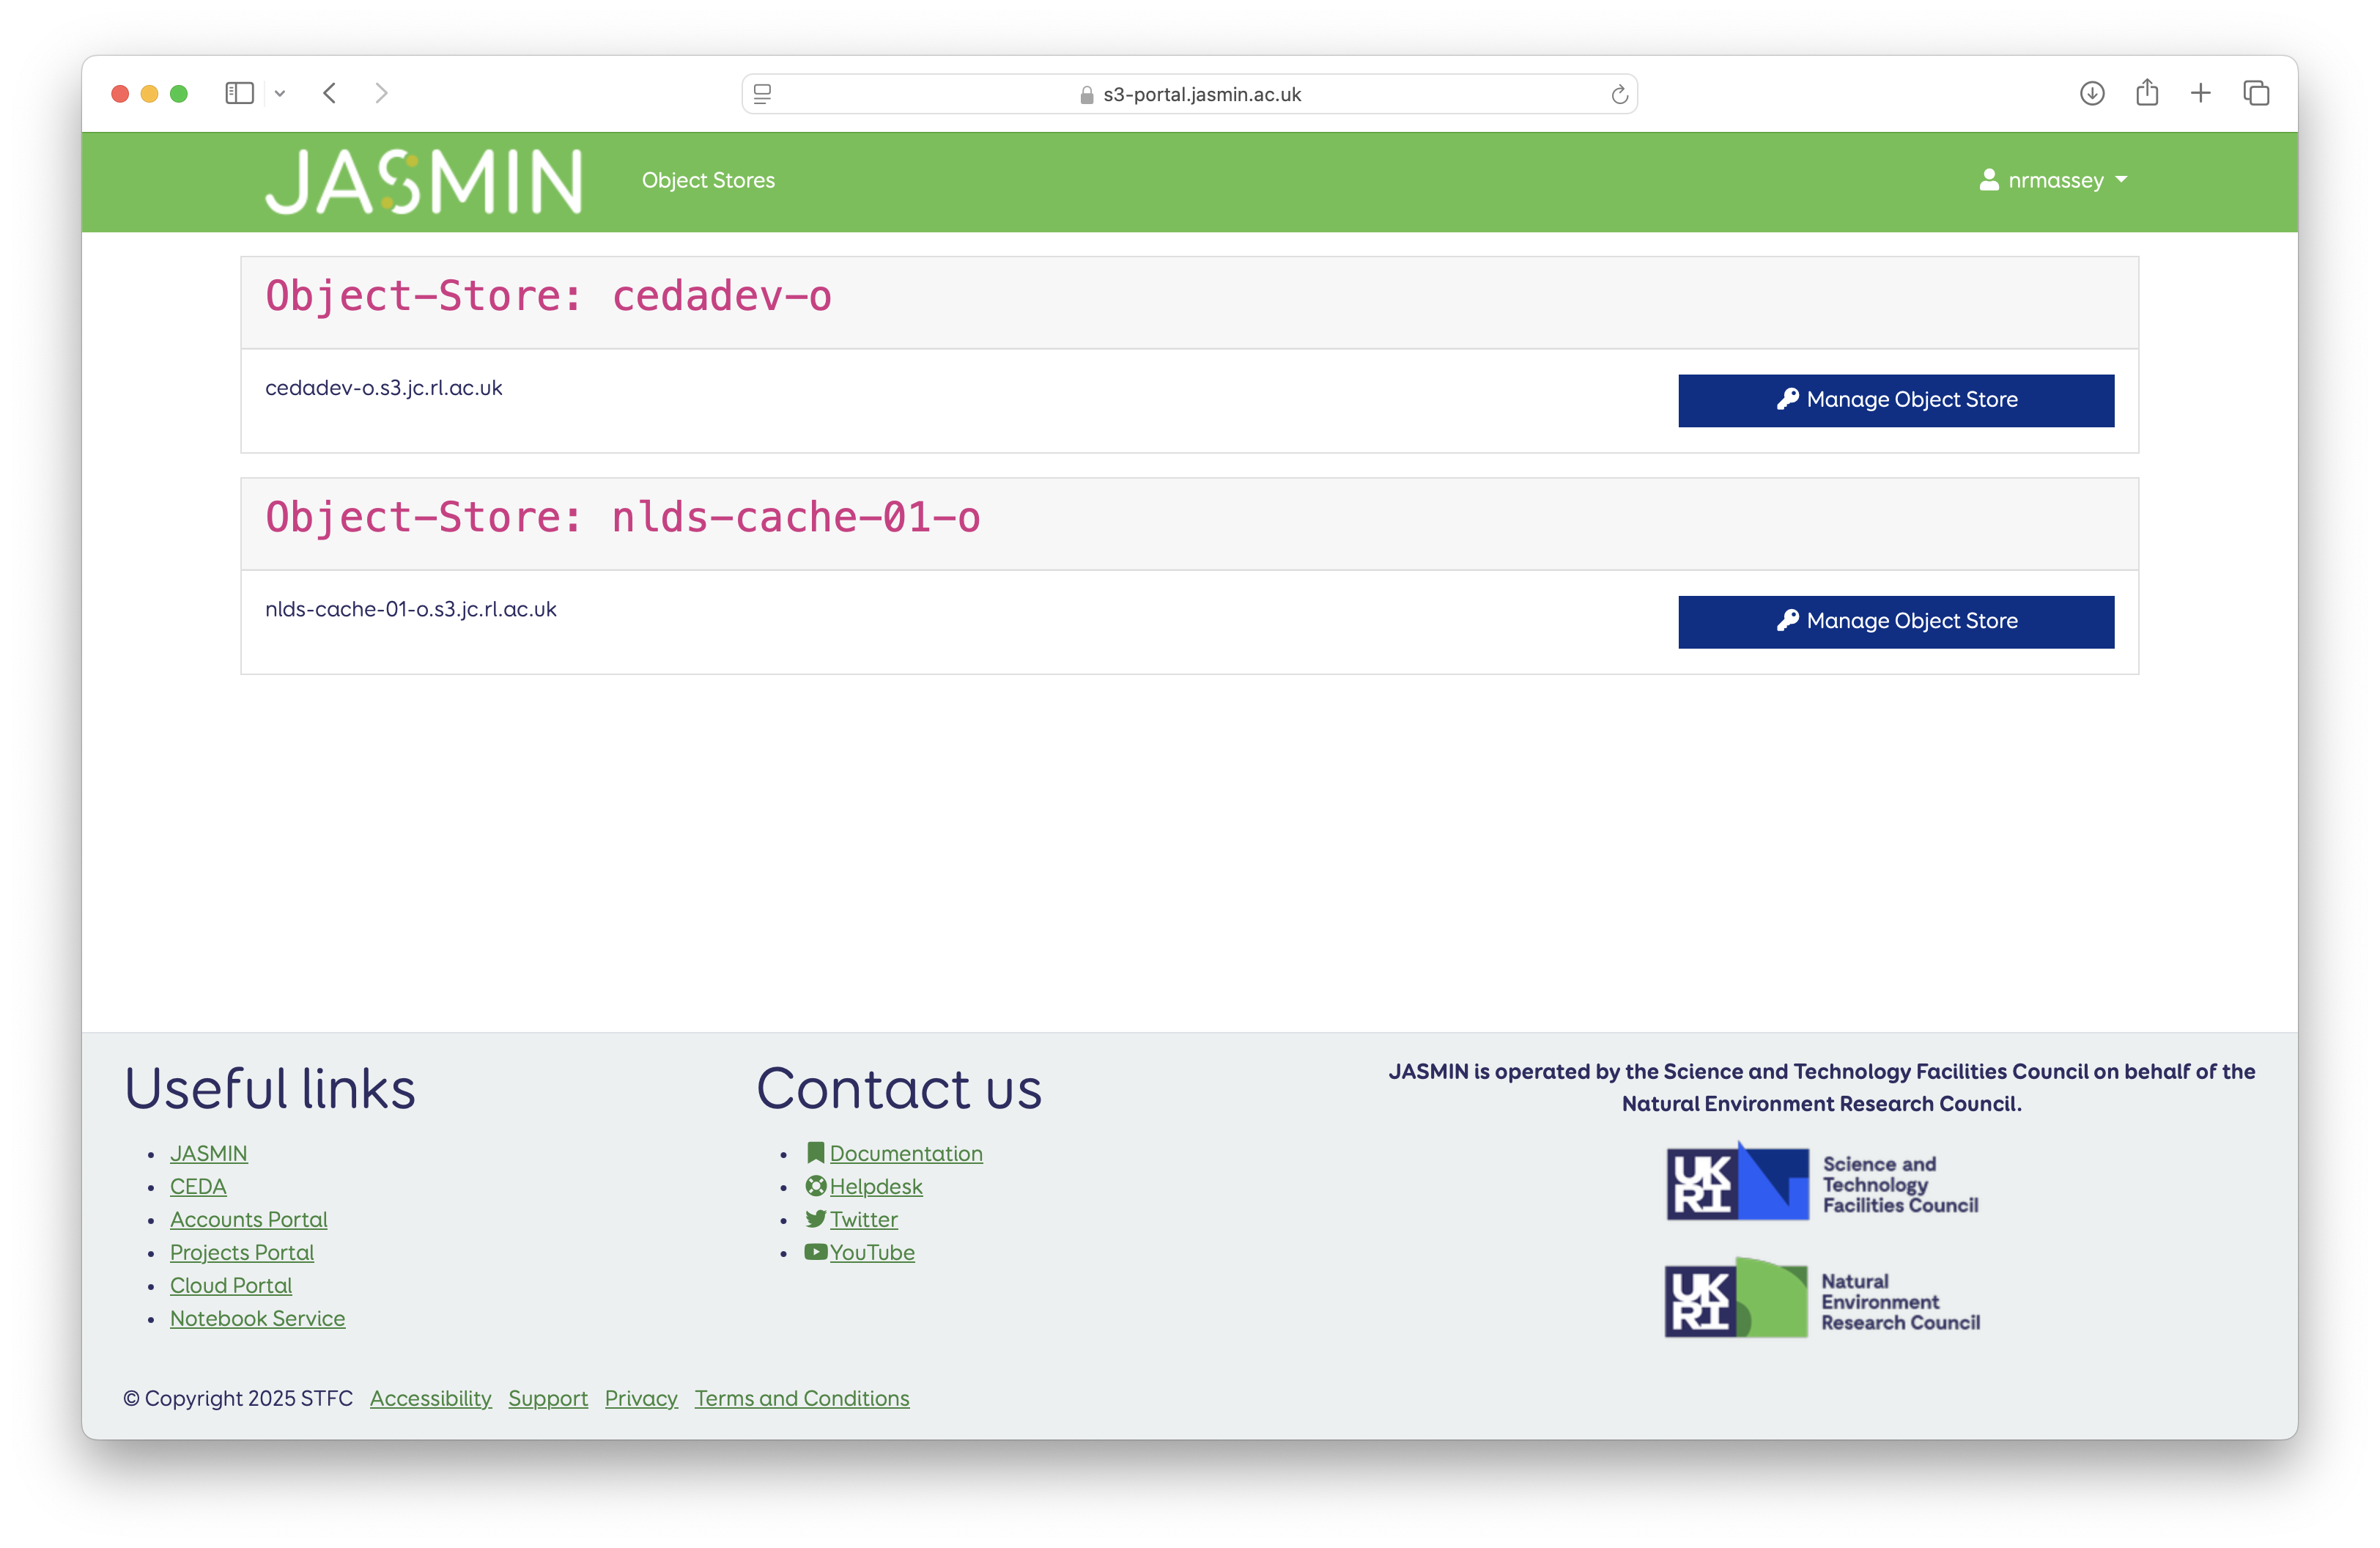 s3-portal.jasmin.ac.uk
JASMIN
Object Stores
nrmassey
Object-Store: cedadev-o
cedadev-o.s3.jc.rl.ac.uk
Manage Object Store
Object-Store: nlds-cache-01-o
nlds-cache-01-o.s3.jc.rl.ac.uk
Manage Object Store
Useful links
JASMIN
CEDA
Accounts Portal
Projects Portal
Cloud Portal
Notebook Service
Contact us
Documentation
Helpdesk
Twitter
YouTube
JASMIN is operated by the Science and Technology Facilities Council on behalf of the
Natural Environment Research Council.
UK
RI
Science and
Technology
Facilities Council
UK
RI
Natural
Environment
Research Council
© Copyright 2025 STFC Accessibility Support Privacy Terms and Conditions